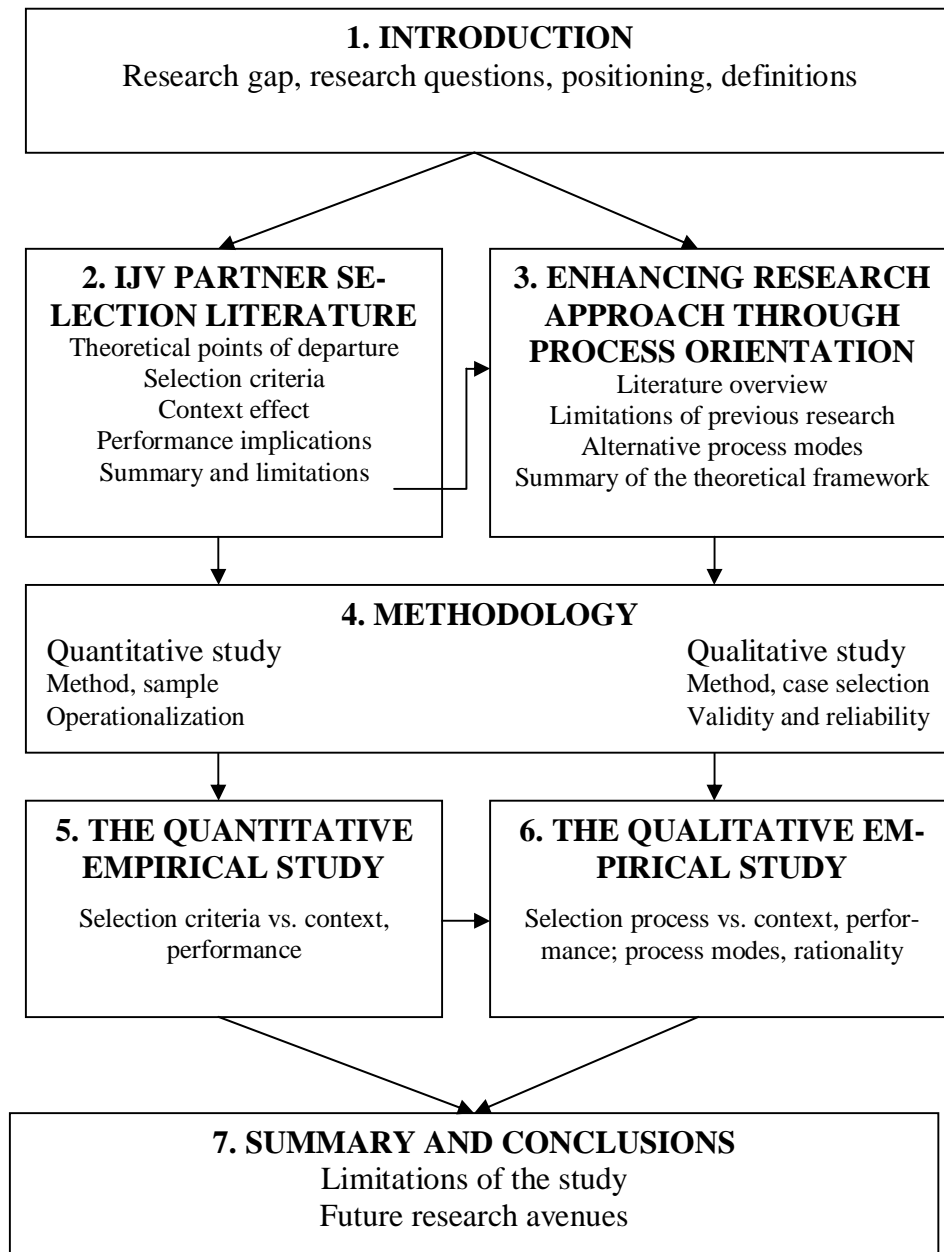 1. INTRODUCTION
Research gap, research questions, positioning, definitions
2. IJV PARTNER SE-
LECTION LITERATURE
Theoretical points of departure
Selection criteria
Context effect
Performance implications
Summary and limitations
3. ENHANCING RESEARCH
APPROACH THROUGH
PROCESS ORIENTATION
Literature overview
Limitations of previous research
Alternative process modes
Summary of the theoretical framework
4. METHODOLOGY
Quantitative study
Method, sample
Operationalization
Qualitative study
Method, case selection
Validity and reliability
5. THE QUANTITATIVE
EMPIRICAL STUDY
Selection criteria vs. context,
performance
6. THE QUALITATIVE EM-
PIRICAL STUDY
Selection process vs. context, perfor-
mance; process modes, rationality
7. SUMMARY AND CONCLUSIONS
Limitations of the study
Future research avenues